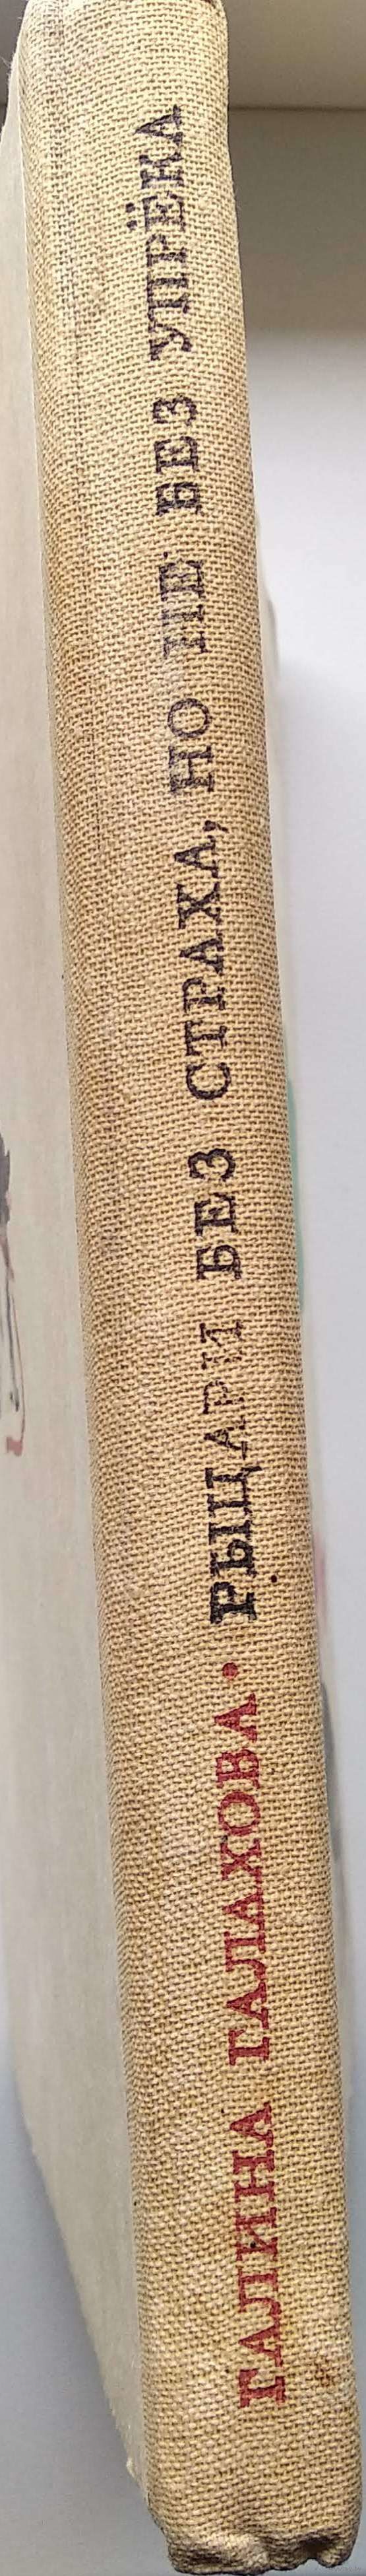 ГАЛИНА ГАЛАХОВА • РЫЦАРИ БЕЗ СТРАХА, НО НЕ БЕЗ УПРЁКА